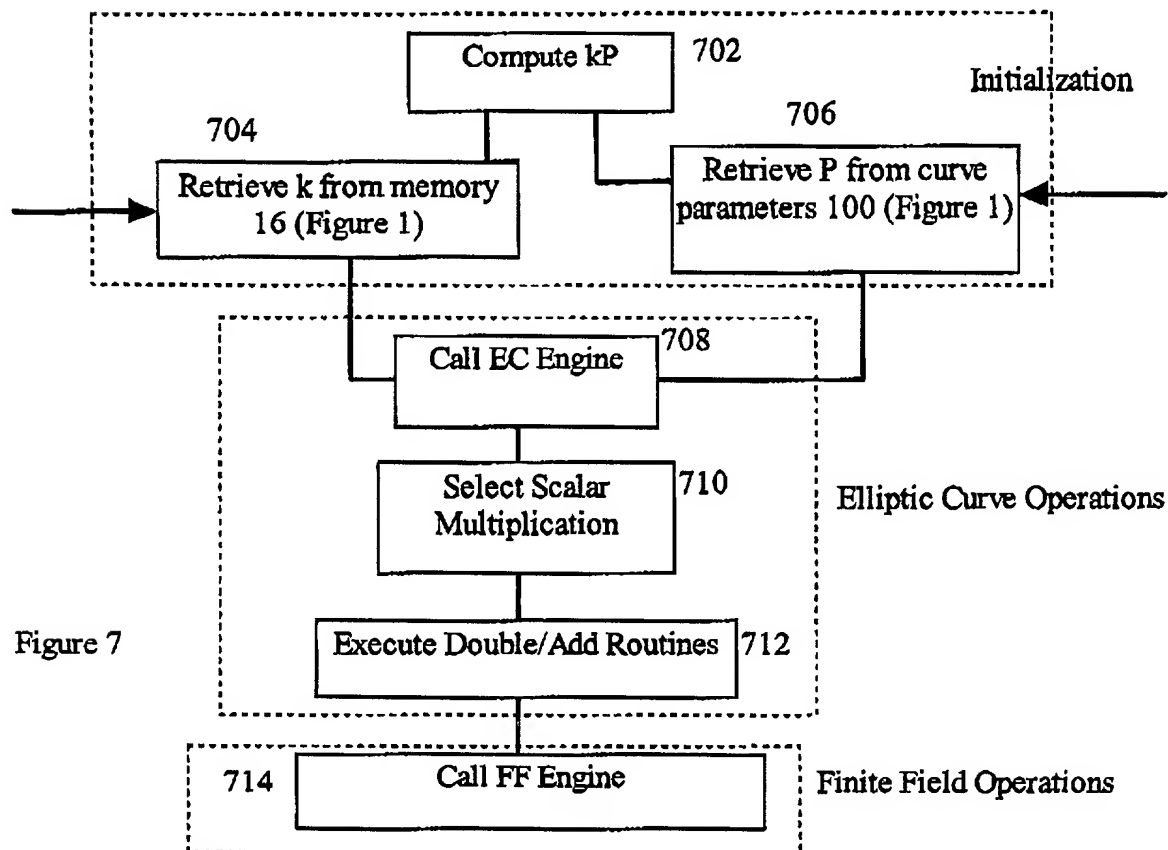 Compute kP
702
Initialization
704
706
Retrieve k from memory
16 (Figure 1)
Retrieve P from curve
parameters 100 (Figure 1)
708
Call EC Engine
Select Scalar
Multiplication
710
Elliptic Curve Operations
Figure 7
Execute Double/Add Routines
712
714
Call FF Engine
Finite Field Operations